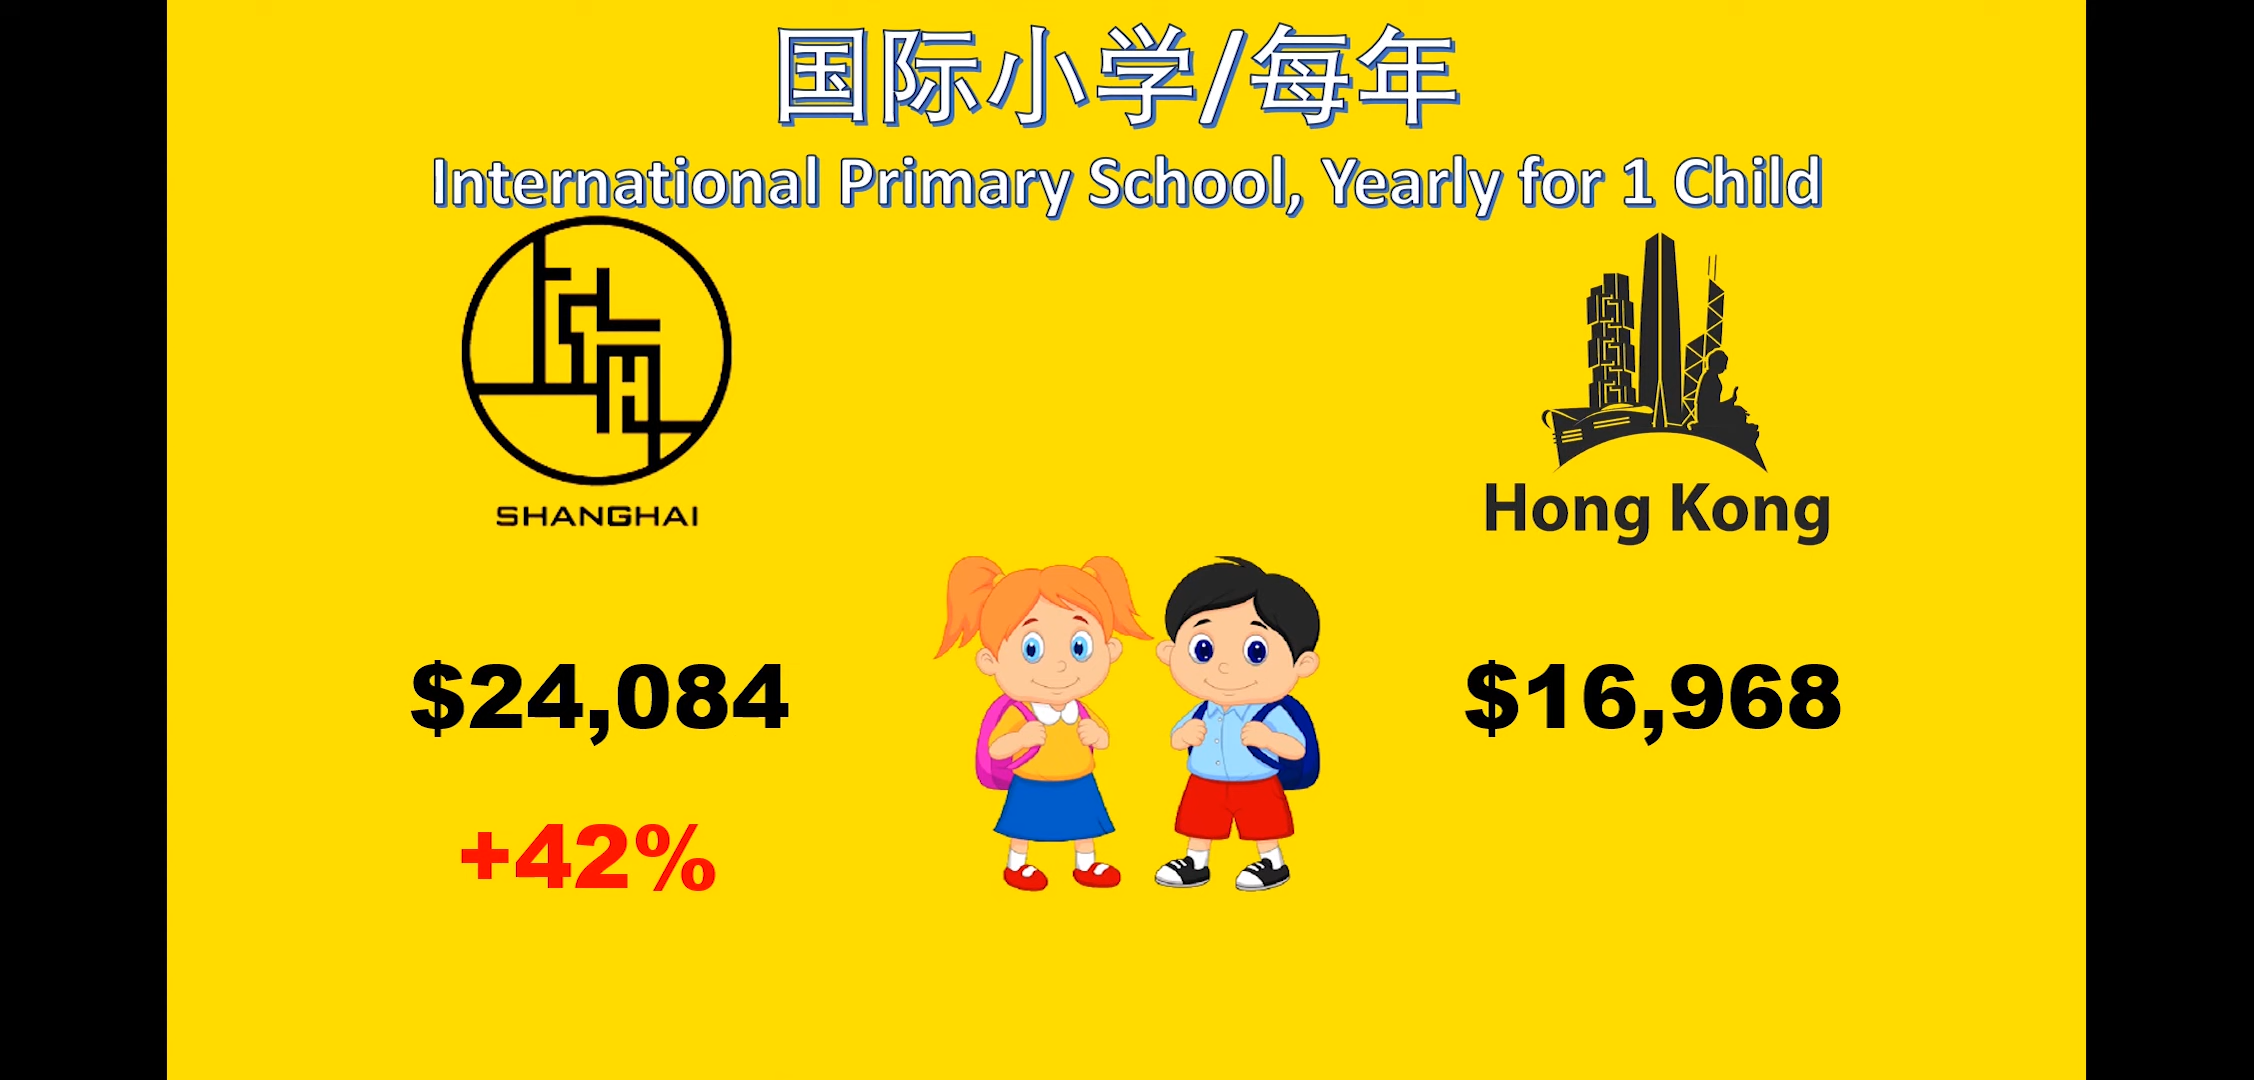 国际小学/每年
International Primary School, Yearly for 1 Child
SHANGHAI
Hong Kong
$24,084
$16,968
+42%